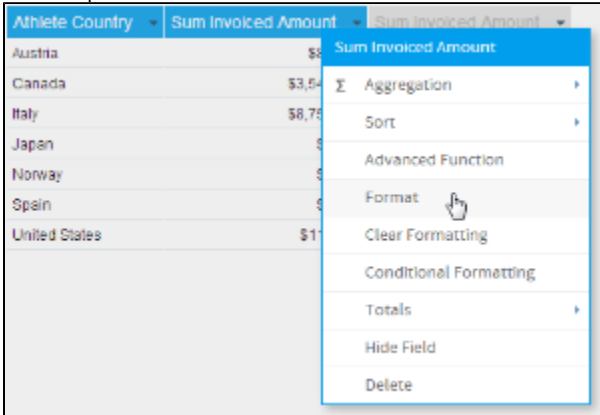 Athlete Country Sum Invoiced Amount Sum Invoiced Amount
Sum Invoiced Amount
Austria
Canada
Italy
Japan
Norway
Spain
United States
Σ Aggregation
Sort
Advanced Function
Format
Clear Formatting
Conditional Formatting
Totals
Hide Field
Delete